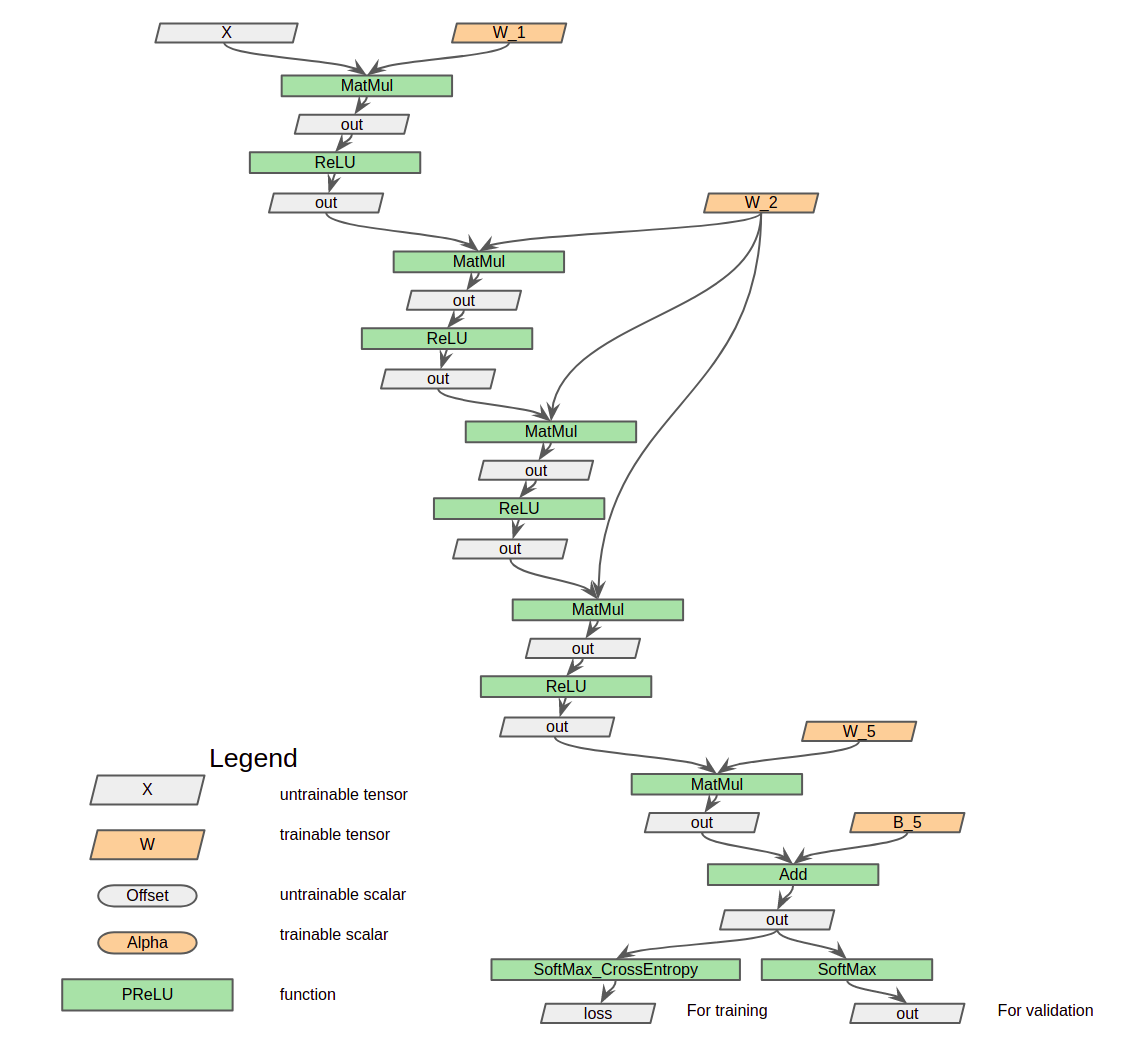 X
W_1
MatMul
out
ReLU
out
W_2
MatMul
out
ReLU
out
MatMul
out
ReLU
out
MatMul
out
ReLU
out
W_5
MatMul
out
B_5
Add
out
SoftMax_CrossEntropy
SoftMax
loss
For training
out
For validation
Legend
X
untrainable tensor
W
trainable tensor
Offset
untrainable scalar
Alpha
trainable scalar
PReLU
function